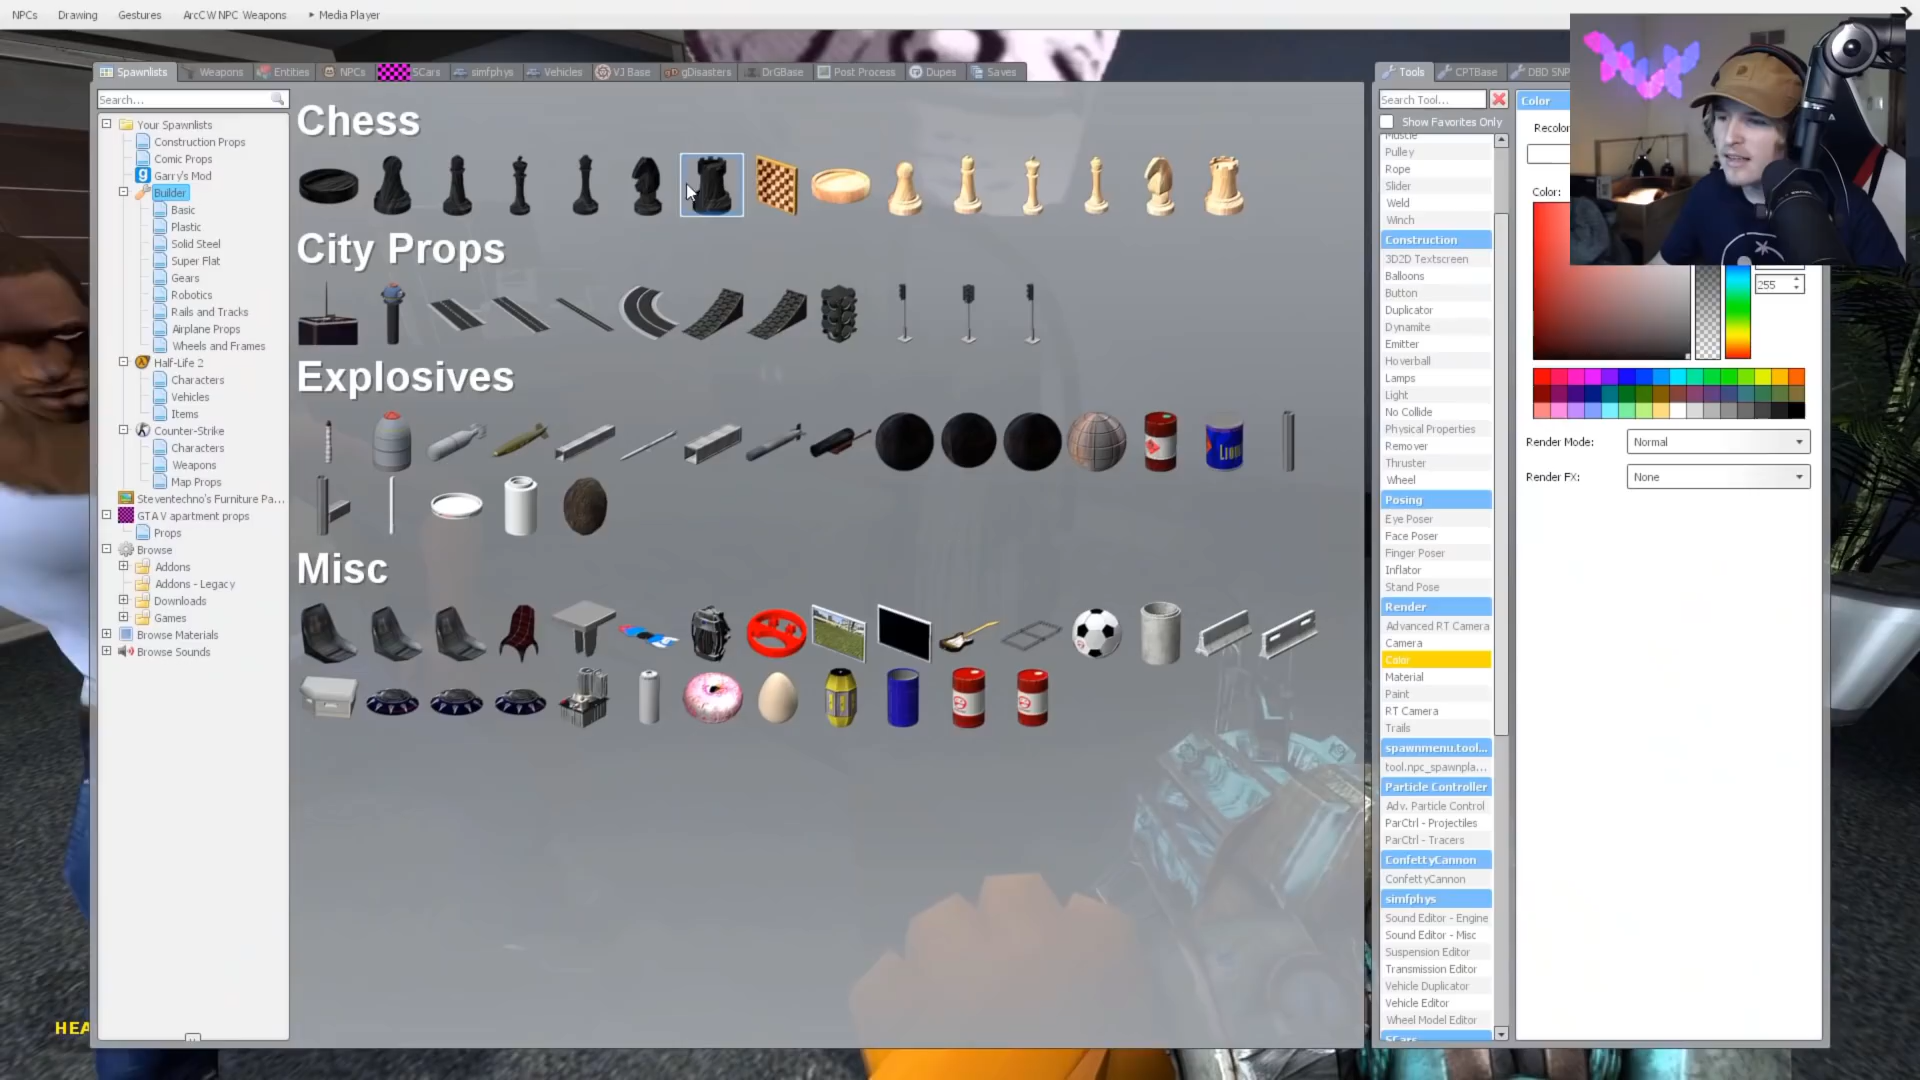 NPCs Drawing Gestures ArcCW NPC Weapons Media Player
Spawnlists Weapons Entities NPCs SCars simfphys Vehicles VJ Base gDisasters DrGBase Post Process Dupes Saves
Search...
Your Spawnlists
Construction Props
Comic Props
Garry's Mod
Builder
Basic
Plastic
Solid Steel
Super Flat
Gears
Robotics
Rails and Tracks
Airplane Props
Wheels and Frames
Half-Life 2
Characters
Vehicles
Items
Counter-Strike
Characters
Weapons
Map Props
Steventechno's Furniture Pa...
GTA V apartment props
Props
Browse
Addons
Addons - Legacy
Downloads
Games
Browse Materials
Browse Sounds
Chess
City Props
Explosives
Misc
Tools CPTBase DBD SNP
Search Tool...
Show Favorites Only
Muscle
Pulley
Rope
Slider
Weld
Winch
Construction
3D2D Textscreen
Balloons
Button
Duplicator
Dynamite
Emitter
Hoverball
Lamps
Light
No Collide
Physical Properties
Remover
Thruster
Wheel
Posing
Eye Poser
Face Poser
Finger Poser
Inflator
Stand Pose
Render
Advanced RT Camera
Camera
Color
Material
Paint
RT Camera
Trails
spawnmenu.tool...
tool.npc_spawnpla...
Particle Controller
Adv. Particle Control
ParCtrl - Projectiles
ParCtrl - Tracers
ConfettyCannon
ConfettyCannon
simfphys
Sound Editor - Engine
Sound Editor - Misc
Suspension Editor
Transmission Editor
Vehicle Duplicator
Vehicle Editor
Wheel Model Editor
SCars
Color
Recolor
Color:
255
Render Mode: Normal
Render FX: None
HEA